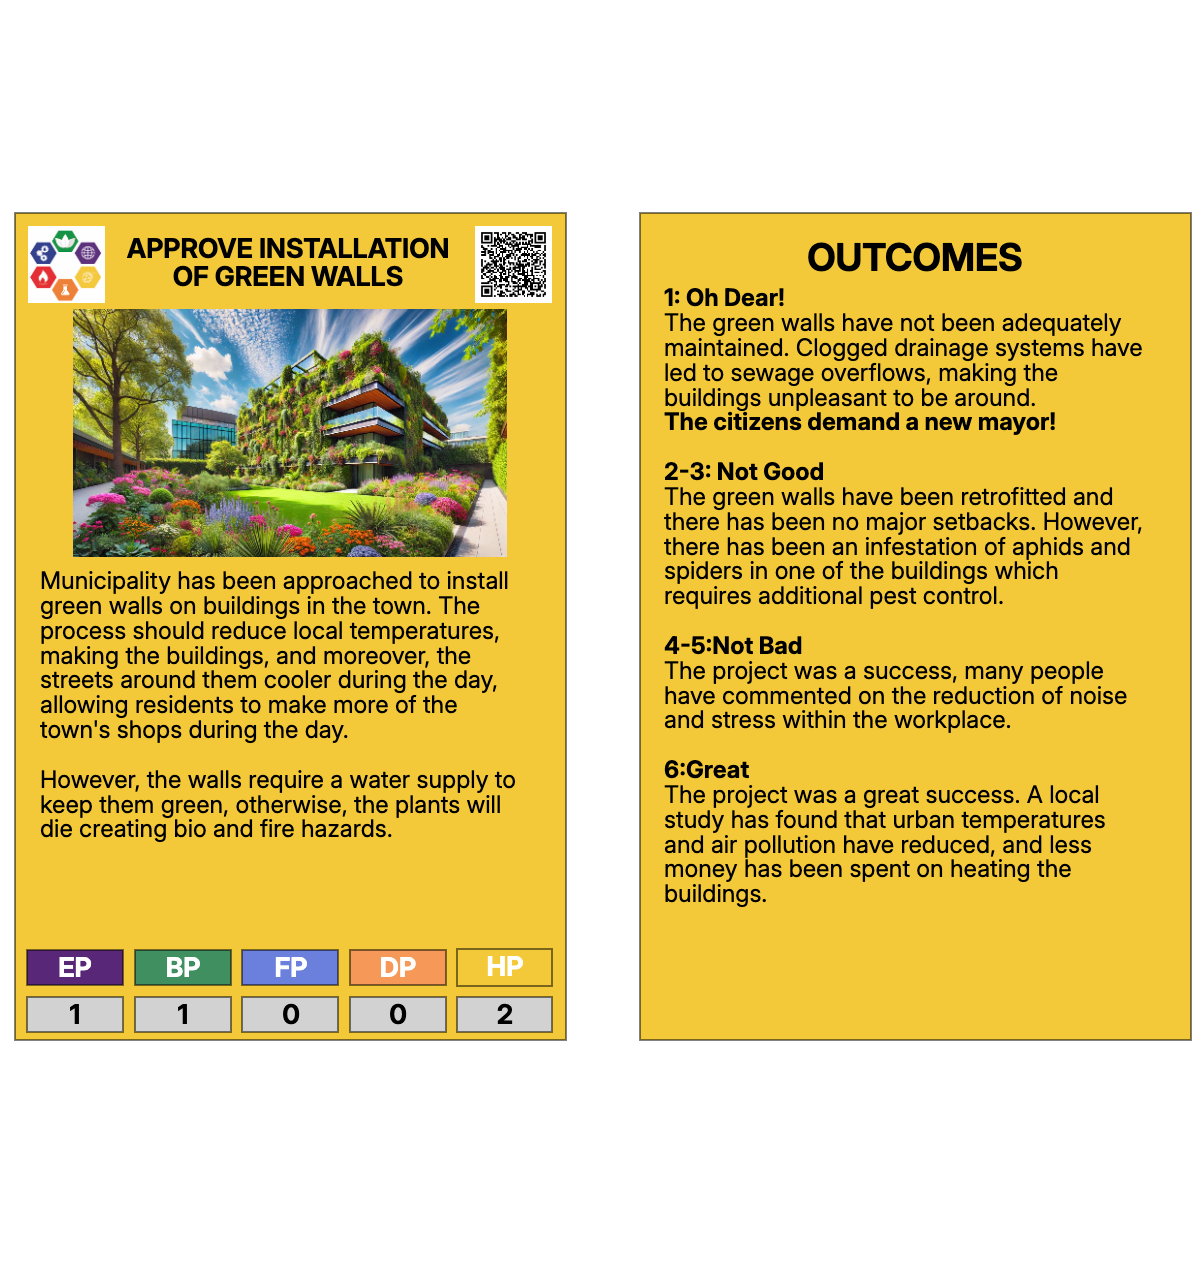 APPROVE INSTALLATION
OF GREEN WALLS
Municipality has been approached to install
green walls on buildings in the town. The
process should reduce local temperatures,
making the buildings, and moreover, the
streets around them cooler during the day,
allowing residents to make more of the
town's shops during the day.
However, the walls require a water supply to
keep them green, otherwise, the plants will
die creating bio and fire hazards.
EP BP FP DP HP
1 1 0 0 2
OUTCOMES
1: Oh Dear!
The green walls have not been adequately
maintained. Clogged drainage systems have
led to sewage overflows, making the
buildings unpleasant to be around.
The citizens demand a new mayor!
2-3: Not Good
The green walls have been retrofitted and
there has been no major setbacks. However,
there has been an infestation of aphids and
spiders in one of the buildings which
requires additional pest control.
4-5:Not Bad
The project was a success, many people
have commented on the reduction of noise
and stress within the workplace.
6:Great
The project was a great success. A local
study has found that urban temperatures
and air pollution have reduced, and less
money has been spent on heating the
buildings.